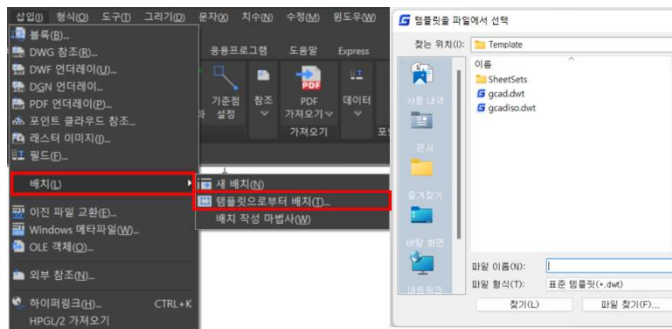 삽입(I) 형식(O) 도구(T) 그리기(D) 문자(X) 치수(N) 수정(M) 윈도우(W)
블록(B)...
DWG 참조(R)...
DWF 언더레이(U)...
DGN 언더레이...
PDF 언더레이(P)...
포인트 클라우드 참조...
래스터 이미지(I)...
필드(F)...
배치(L)
이진 파일 교환(E)...
Windows 메타파일(W)...
OLE 객체(O)...
외부 참조(N)...
하이퍼링크(H)... CTRL+K
HPGL/2 가져오기
응용프로그램 도움말 Express
기준점 설정
참조
PDF 가져오기
데이터
가져오기
새 배치(N)
템플릿으로부터 배치(T)...
배치 작성 마법사(W)
템플릿을 파일에서 선택
찾는 위치(I): Template
이름
SheetSets
gcad.dwt
gcadiso.dwt
사용 내역
문서
즐겨찾기
바탕 화면
네트워크
파일 이름(N):
파일 형식(T): 표준 템플릿(*.dwt)
찾기(L) 파일 찾기(F)...